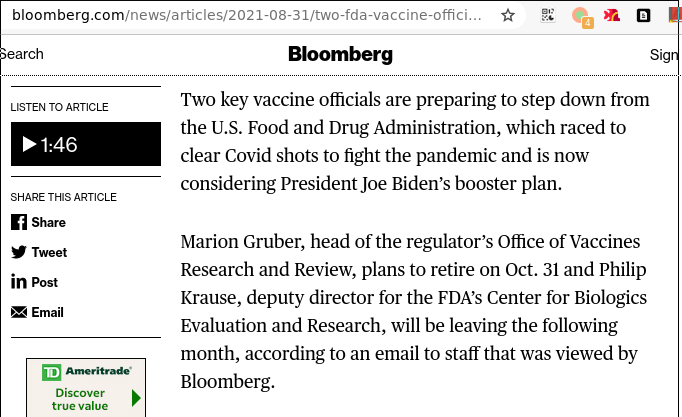 bloomberg.com/news/articles/2021-08-31/two-fda-vaccine-offici...
4
Search
Bloomberg
Sign
LISTEN TO ARTICLE
1:46
SHARE THIS ARTICLE
Share
Tweet
Post
Email
TD Ameritrade
Discover
true value
Two key vaccine officials are preparing to step down from
the U.S. Food and Drug Administration, which raced to
clear Covid shots to fight the pandemic and is now
considering President Joe Biden’s booster plan.
Marion Gruber, head of the regulator’s Office of Vaccines
Research and Review, plans to retire on Oct. 31 and Philip
Krause, deputy director for the FDA’s Center for Biologics
Evaluation and Research, will be leaving the following
month, according to an email to staff that was viewed by
Bloomberg.